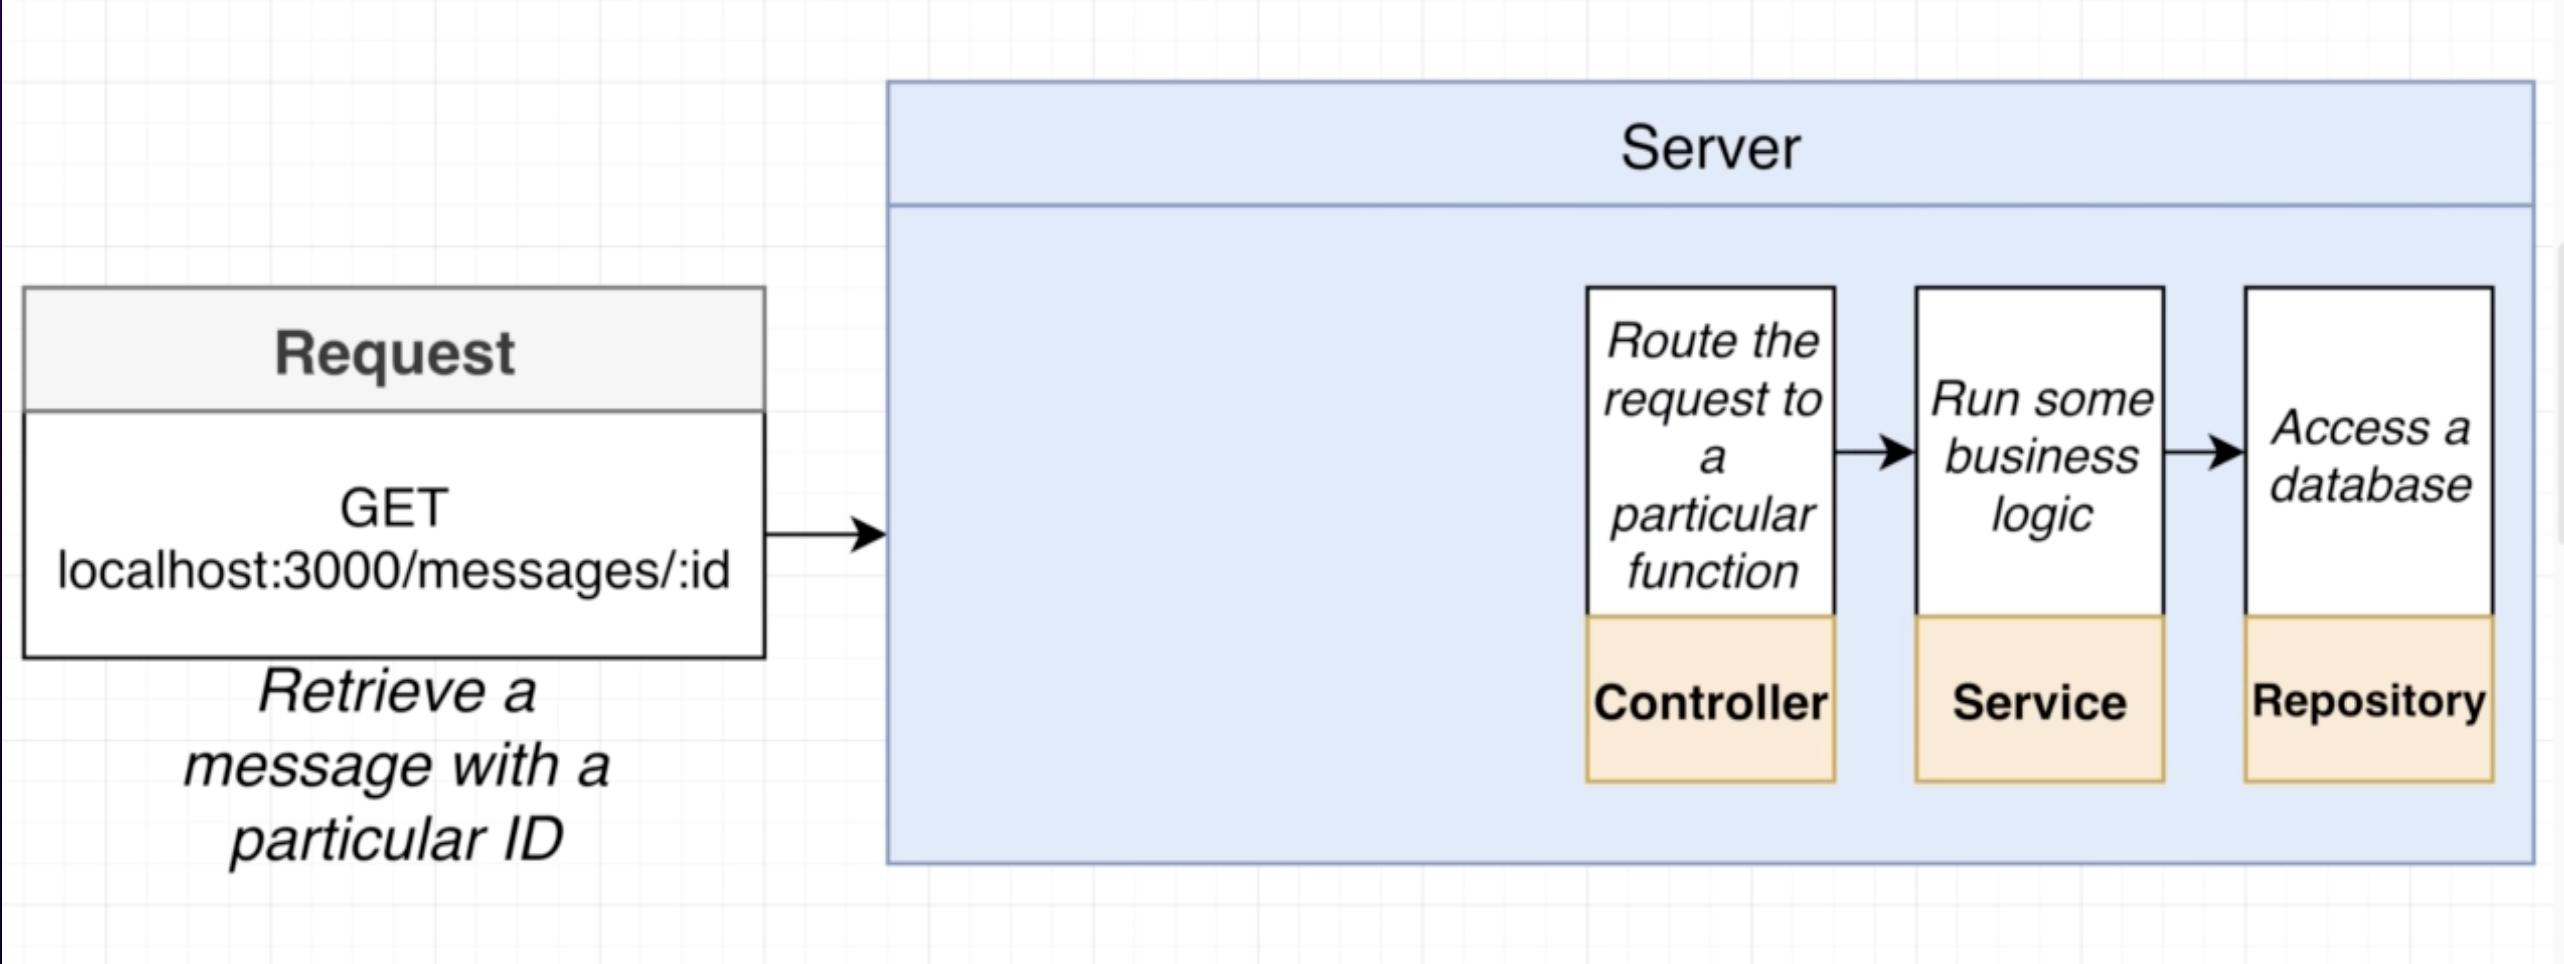 Server
Request
GET
localhost:3000/messages/:id
Retrieve a
message with a
particular ID
Route the
request to
a
particular
function
Controller
Run some
business
logic
Service
Access a
database
Repository